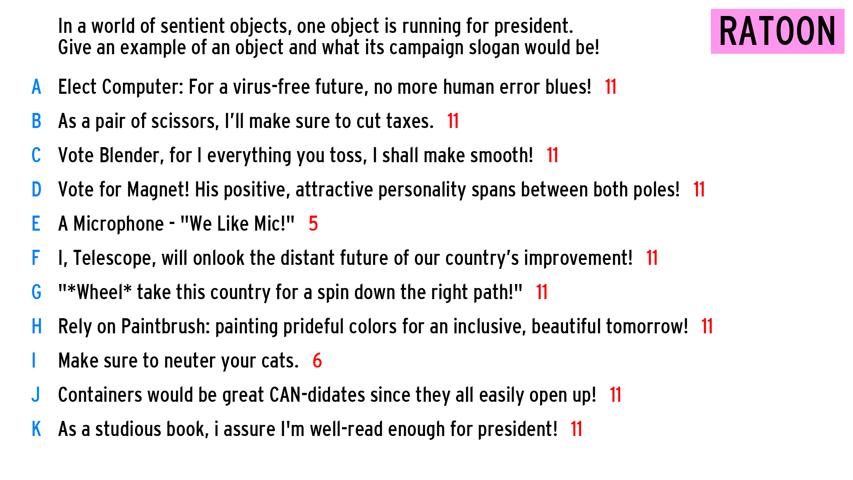 In a world of sentient objects, one object is running for president.
Give an example of an object and what its campaign slogan would be!
RATOON
A Elect Computer: For a virus-free future, no more human error blues! 11
B As a pair of scissors, I'll make sure to cut taxes. 11
C Vote Blender, for I everything you toss, I shall make smooth! 11
D Vote for Magnet! His positive, attractive personality spans between both poles! 11
E A Microphone - "We Like Mic!" 5
F I, Telescope, will onlook the distant future of our country's improvement! 11
G "*Wheel* take this country for a spin down the right path!" 11
H Rely on Paintbrush: painting prideful colors for an inclusive, beautiful tomorrow! 11
I Make sure to neuter your cats. 6
J Containers would be great CAN-didates since they all easily open up! 11
K As a studious book, i assure I'm well-read enough for president! 11